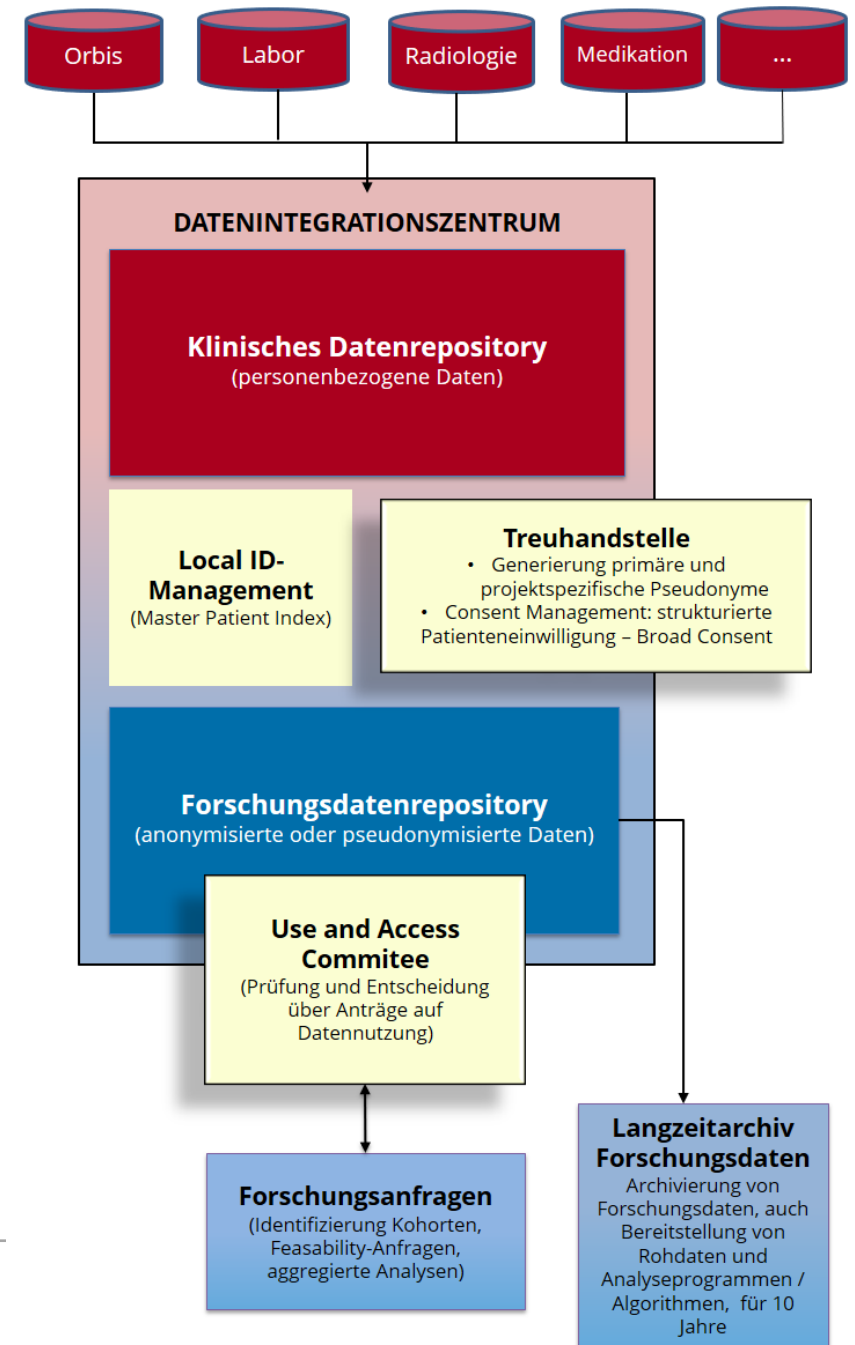 Orbis
Labor
Radiologie
Medikation
...
DATENINTEGRATIONSZENTRUM
Klinisches Datenrepository
(personenbezogene Daten)
Local ID-
Management
(Master Patient Index)
Treuhandstelle
• Generierung primäre und
projektspezifische Pseudonyme
• Consent Management: strukturierte
Patienteneinwilligung – Broad Consent
Forschungsdatenrepository
(anonymisierte oder pseudonymisierte Daten)
Use and Access
Commitee
(Prüfung und Entscheidung
über Anträge auf
Datennutzung)
Forschungsanfragen
(Identifizierung Kohorten,
Feasability-Anfragen,
aggregierte Analysen)
Langzeitarchiv
Forschungsdaten
Archivierung von
Forschungsdaten, auch
Bereitstellung von
Rohdaten und
Analyseprogrammen /
Algorithmen, für 10
Jahre